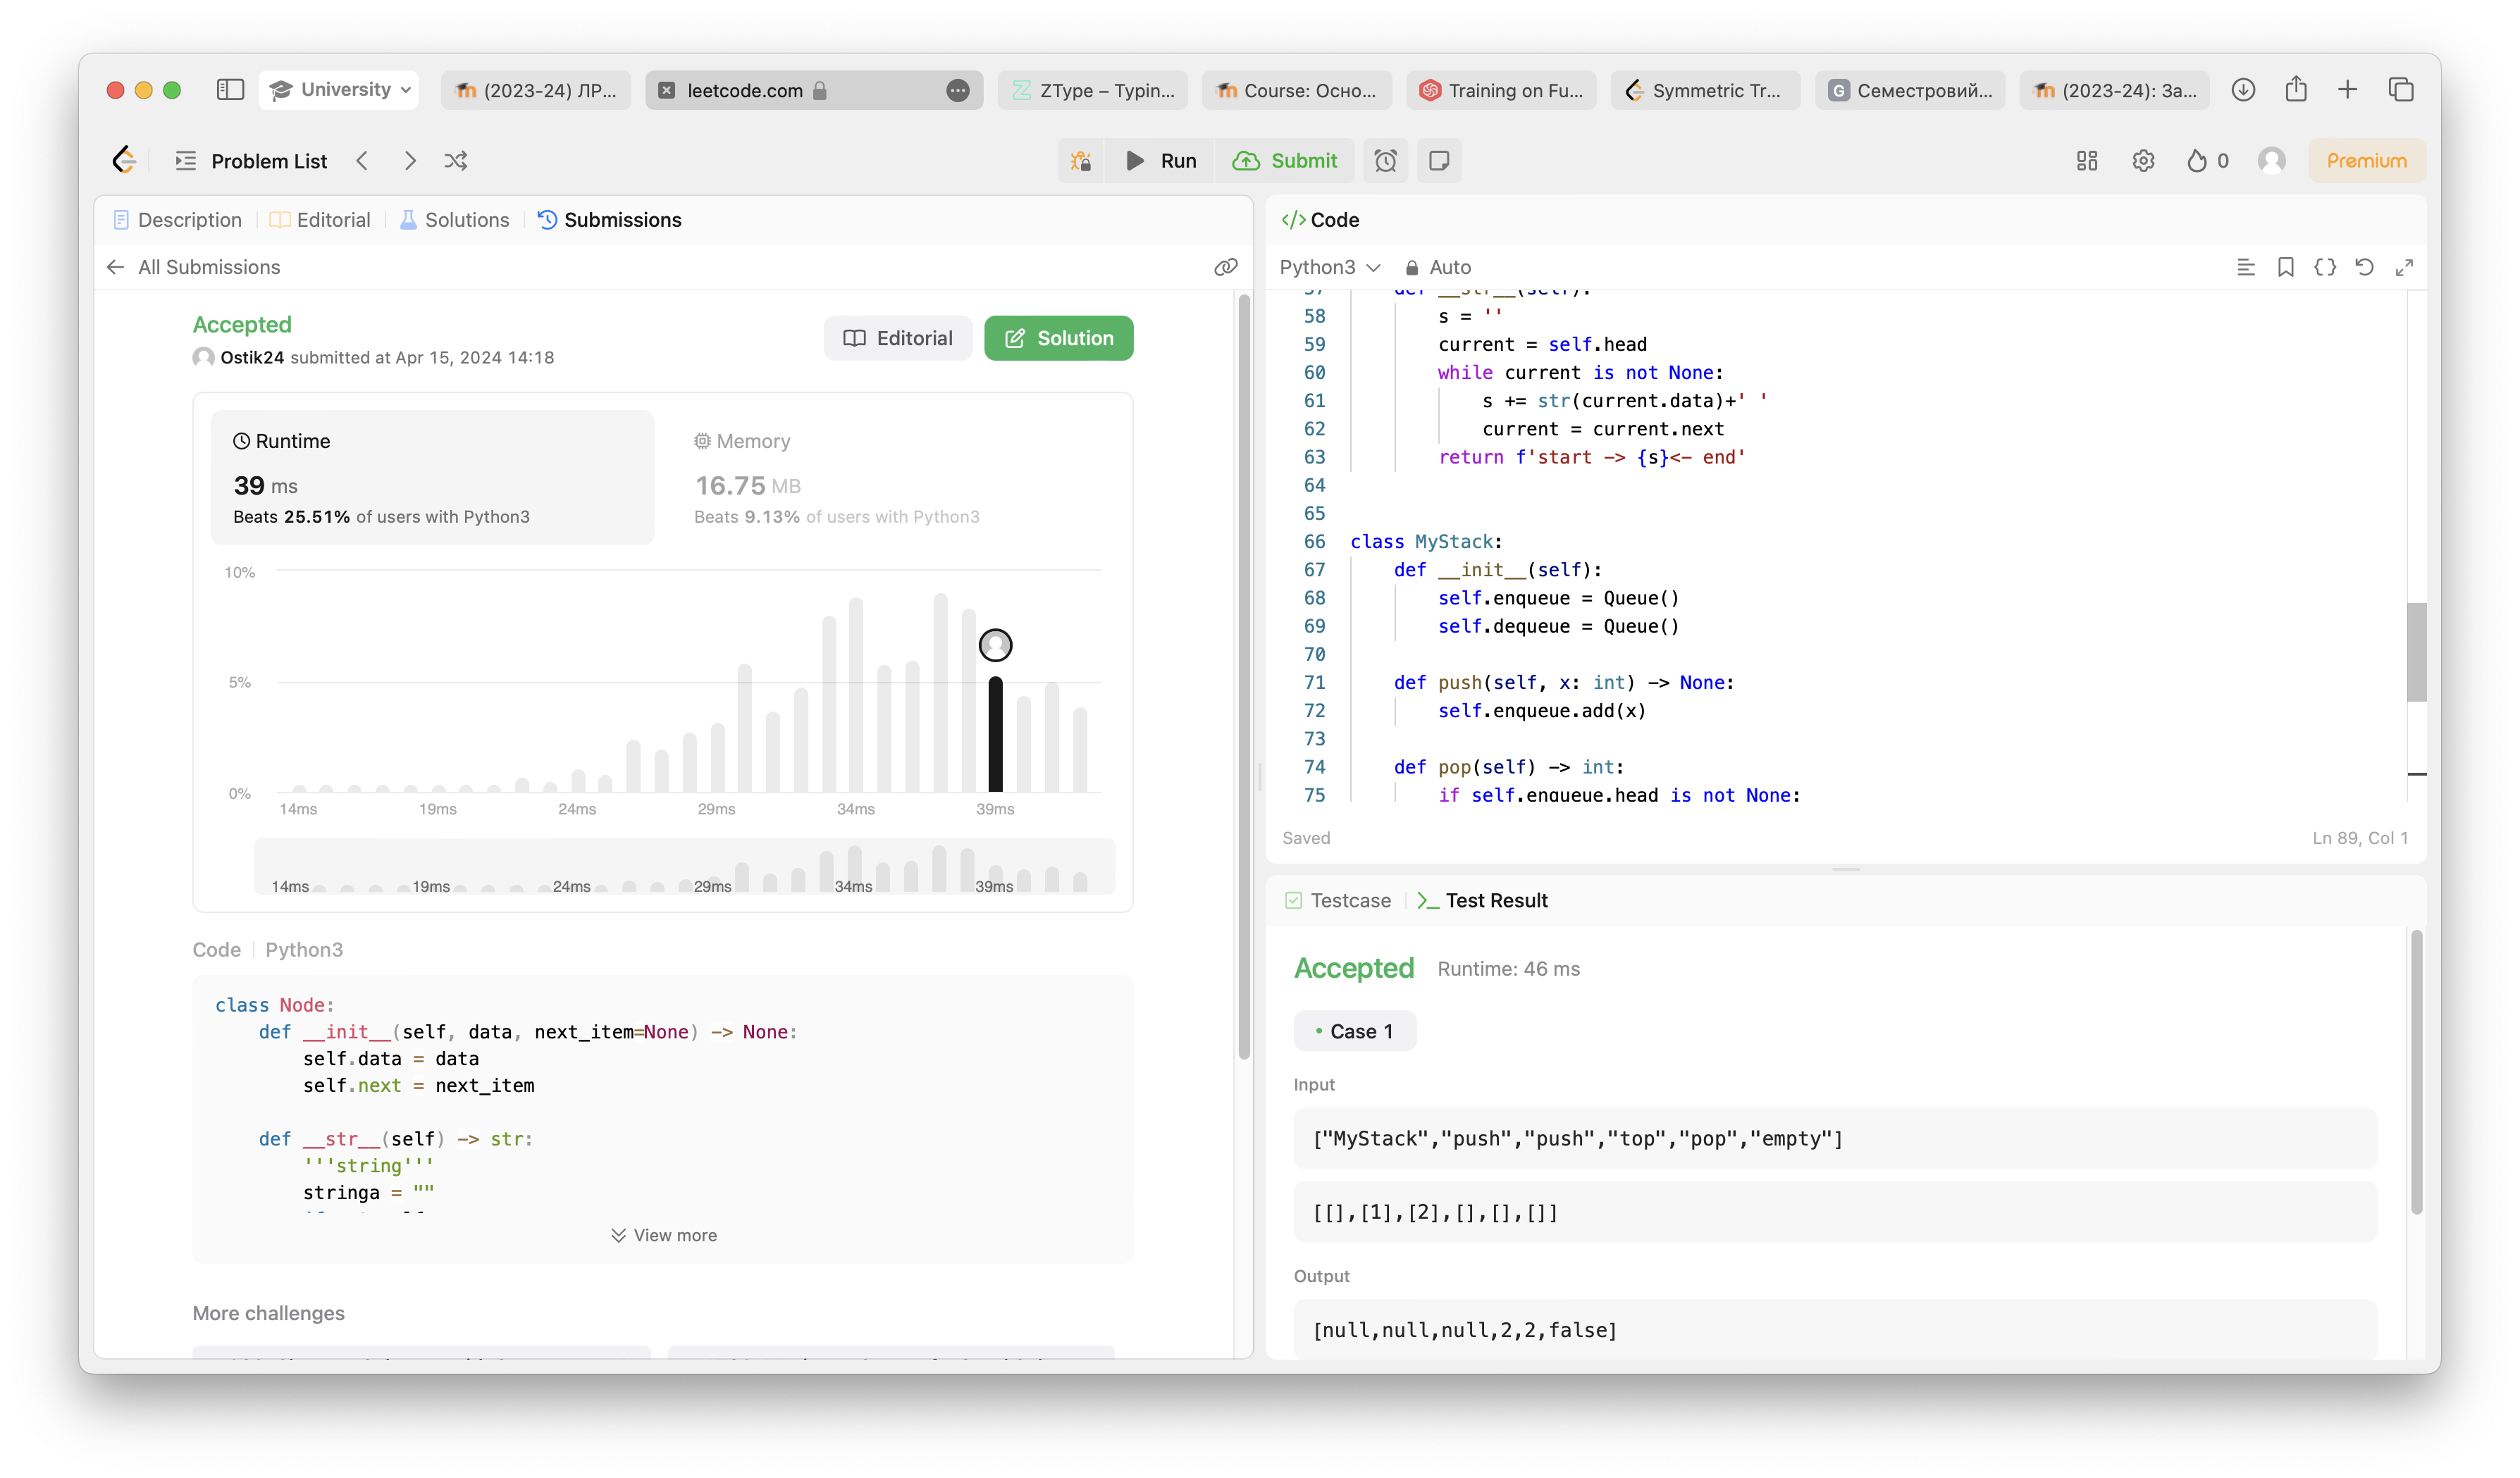 University
(2023-24) ЛР...
leetcode.com
ZType – Typin...
Course: Осно...
Training on Fu...
Symmetric Tr...
G Семестровий...
(2023-24): За...
Problem List
Run
Submit
0
Premium
Description
Editorial
Solutions
Submissions
All Submissions
Accepted
Ostik24 submitted at Apr 15, 2024 14:18
Editorial
Solution
Runtime
39 ms
Beats 25.51% of users with Python3
Memory
16.75 MB
Beats 9.13% of users with Python3
10%
5%
0%
14ms 19ms 24ms 29ms 34ms 39ms
14ms 19ms 24ms 29ms 34ms 39ms
Code | Python3
class Node:
def __init__(self, data, next_item=None) -> None:
self.data = data
self.next = next_item
def __str__(self) -> str:
'''string'''
stringa = ""
View more
More challenges
</> Code
Python3
Auto
57 def __str__(self):
58 s = ''
59 current = self.head
60 while current is not None:
61 s += str(current.data)+' '
62 current = current.next
63 return f'start -> {s}<- end'
64
65
66 class MyStack:
67 def __init__(self):
68 self.enqueue = Queue()
69 self.dequeue = Queue()
70
71 def push(self, x: int) -> None:
72 self.enqueue.add(x)
73
74 def pop(self) -> int:
75 if self.enqueue.head is not None:
Saved
Ln 89, Col 1
Testcase
>_ Test Result
Accepted Runtime: 46 ms
• Case 1
Input
["MyStack","push","push","top","pop","empty"]
[[],[1],[2],[],[],[]]
Output
[null,null,null,2,2,false]